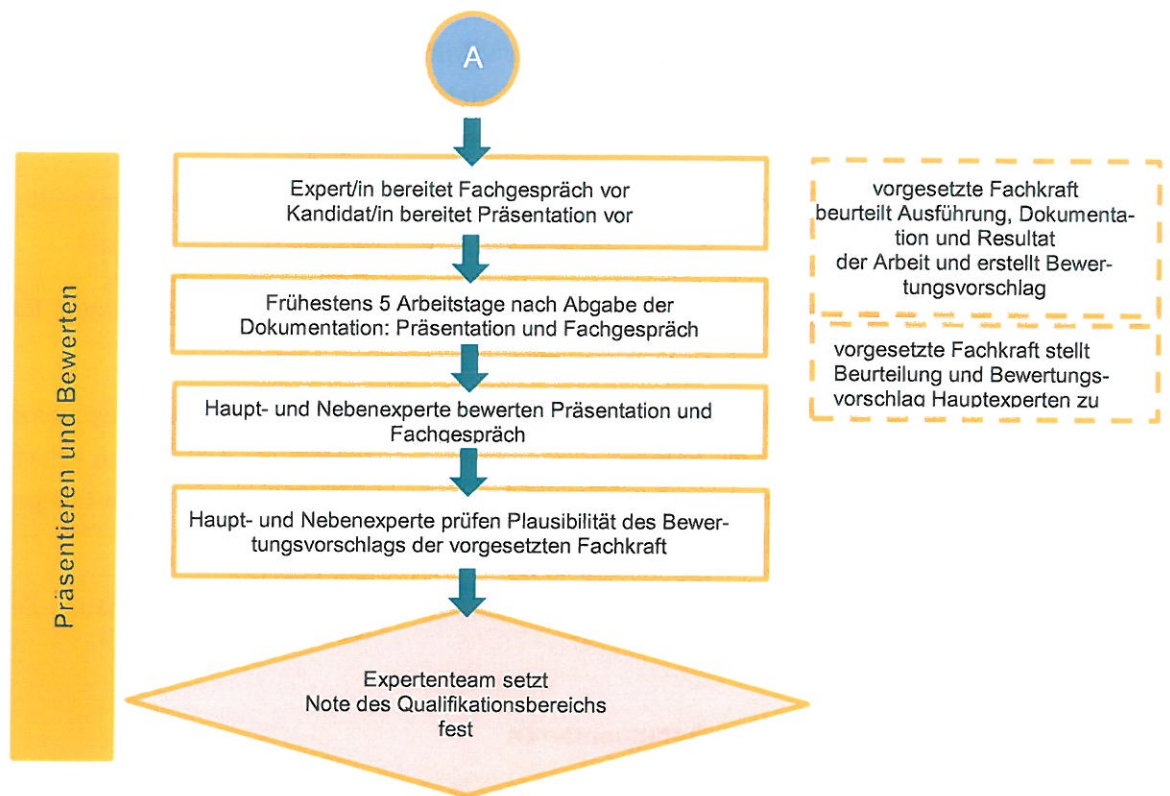 A
Präsentieren und Bewerten
Expert/in bereitet Fachgespräch vor
Kandidat/in bereitet Präsentation vor
vorgesetzte Fachkraft
beurteilt Ausführung, Dokumenta-
tion und Resultat
der Arbeit und erstellt Bewer-
tungsvorschlag
Frühestens 5 Arbeitstage nach Abgabe der
Dokumentation: Präsentation und Fachgespräch
vorgesetzte Fachkraft stellt
Beurteilung und Bewertungs-
vorschlag Hauptexperten zu
Haupt- und Nebenexperte bewerten Präsentation und
Fachgespräch
Haupt- und Nebenexperte prüfen Plausibilität des Bewer-
tungsvorschlags der vorgesetzten Fachkraft
Expertenteam setzt
Note des Qualifikationsbereichs
fest